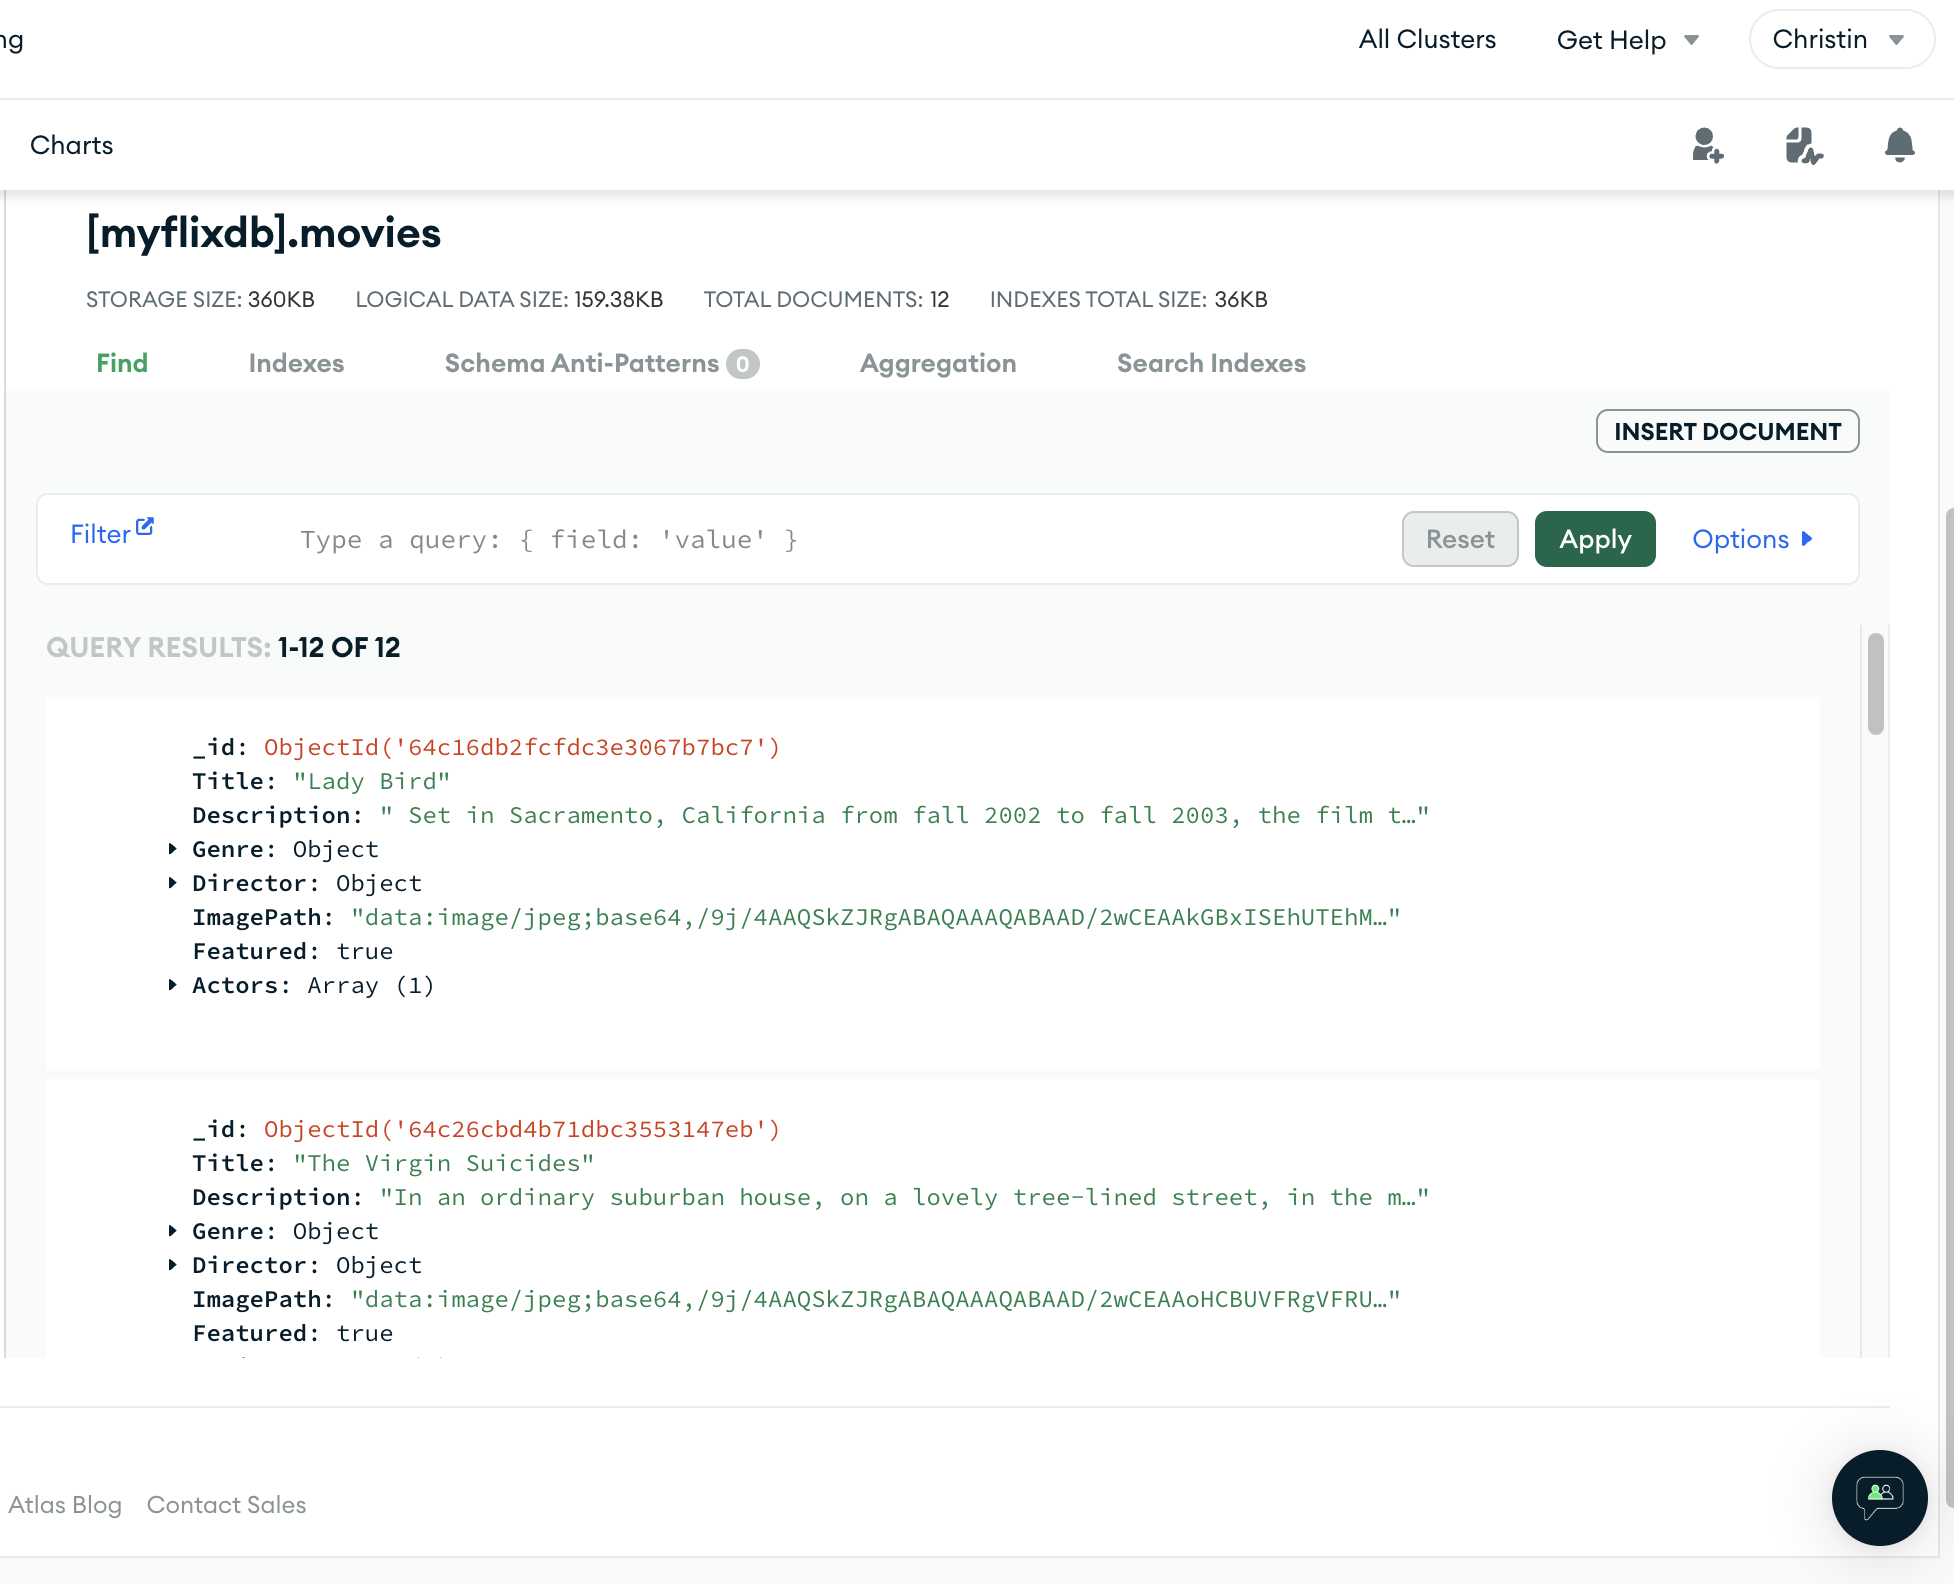 ng
All Clusters Get Help Christin
Charts
[myflixdb].movies
STORAGE SIZE: 360KB LOGICAL DATA SIZE: 159.38KB TOTAL DOCUMENTS: 12 INDEXES TOTAL SIZE: 36KB
Find Indexes Schema Anti-Patterns 0 Aggregation Search Indexes
INSERT DOCUMENT
Filter Type a query: { field: 'value' } Reset Apply Options
QUERY RESULTS: 1-12 OF 12
_id: ObjectId('64c16db2fcfdc3e3067b7bc7')
Title: "Lady Bird"
Description: " Set in Sacramento, California from fall 2002 to fall 2003, the film t…"
Genre: Object
Director: Object
ImagePath: "data:image/jpeg;base64,/9j/4AAQSkZJRgABAQAAAQABAAD/2wCEAAkGBxISEhUTEhM…"
Featured: true
Actors: Array (1)
_id: ObjectId('64c26cbd4b71dbc3553147eb')
Title: "The Virgin Suicides"
Description: "In an ordinary suburban house, on a lovely tree-lined street, in the m…"
Genre: Object
Director: Object
ImagePath: "data:image/jpeg;base64,/9j/4AAQSkZJRgABAQAAAQABAAD/2wCEAAoHCBUVFRgVFRU…"
Featured: true
Atlas Blog Contact Sales